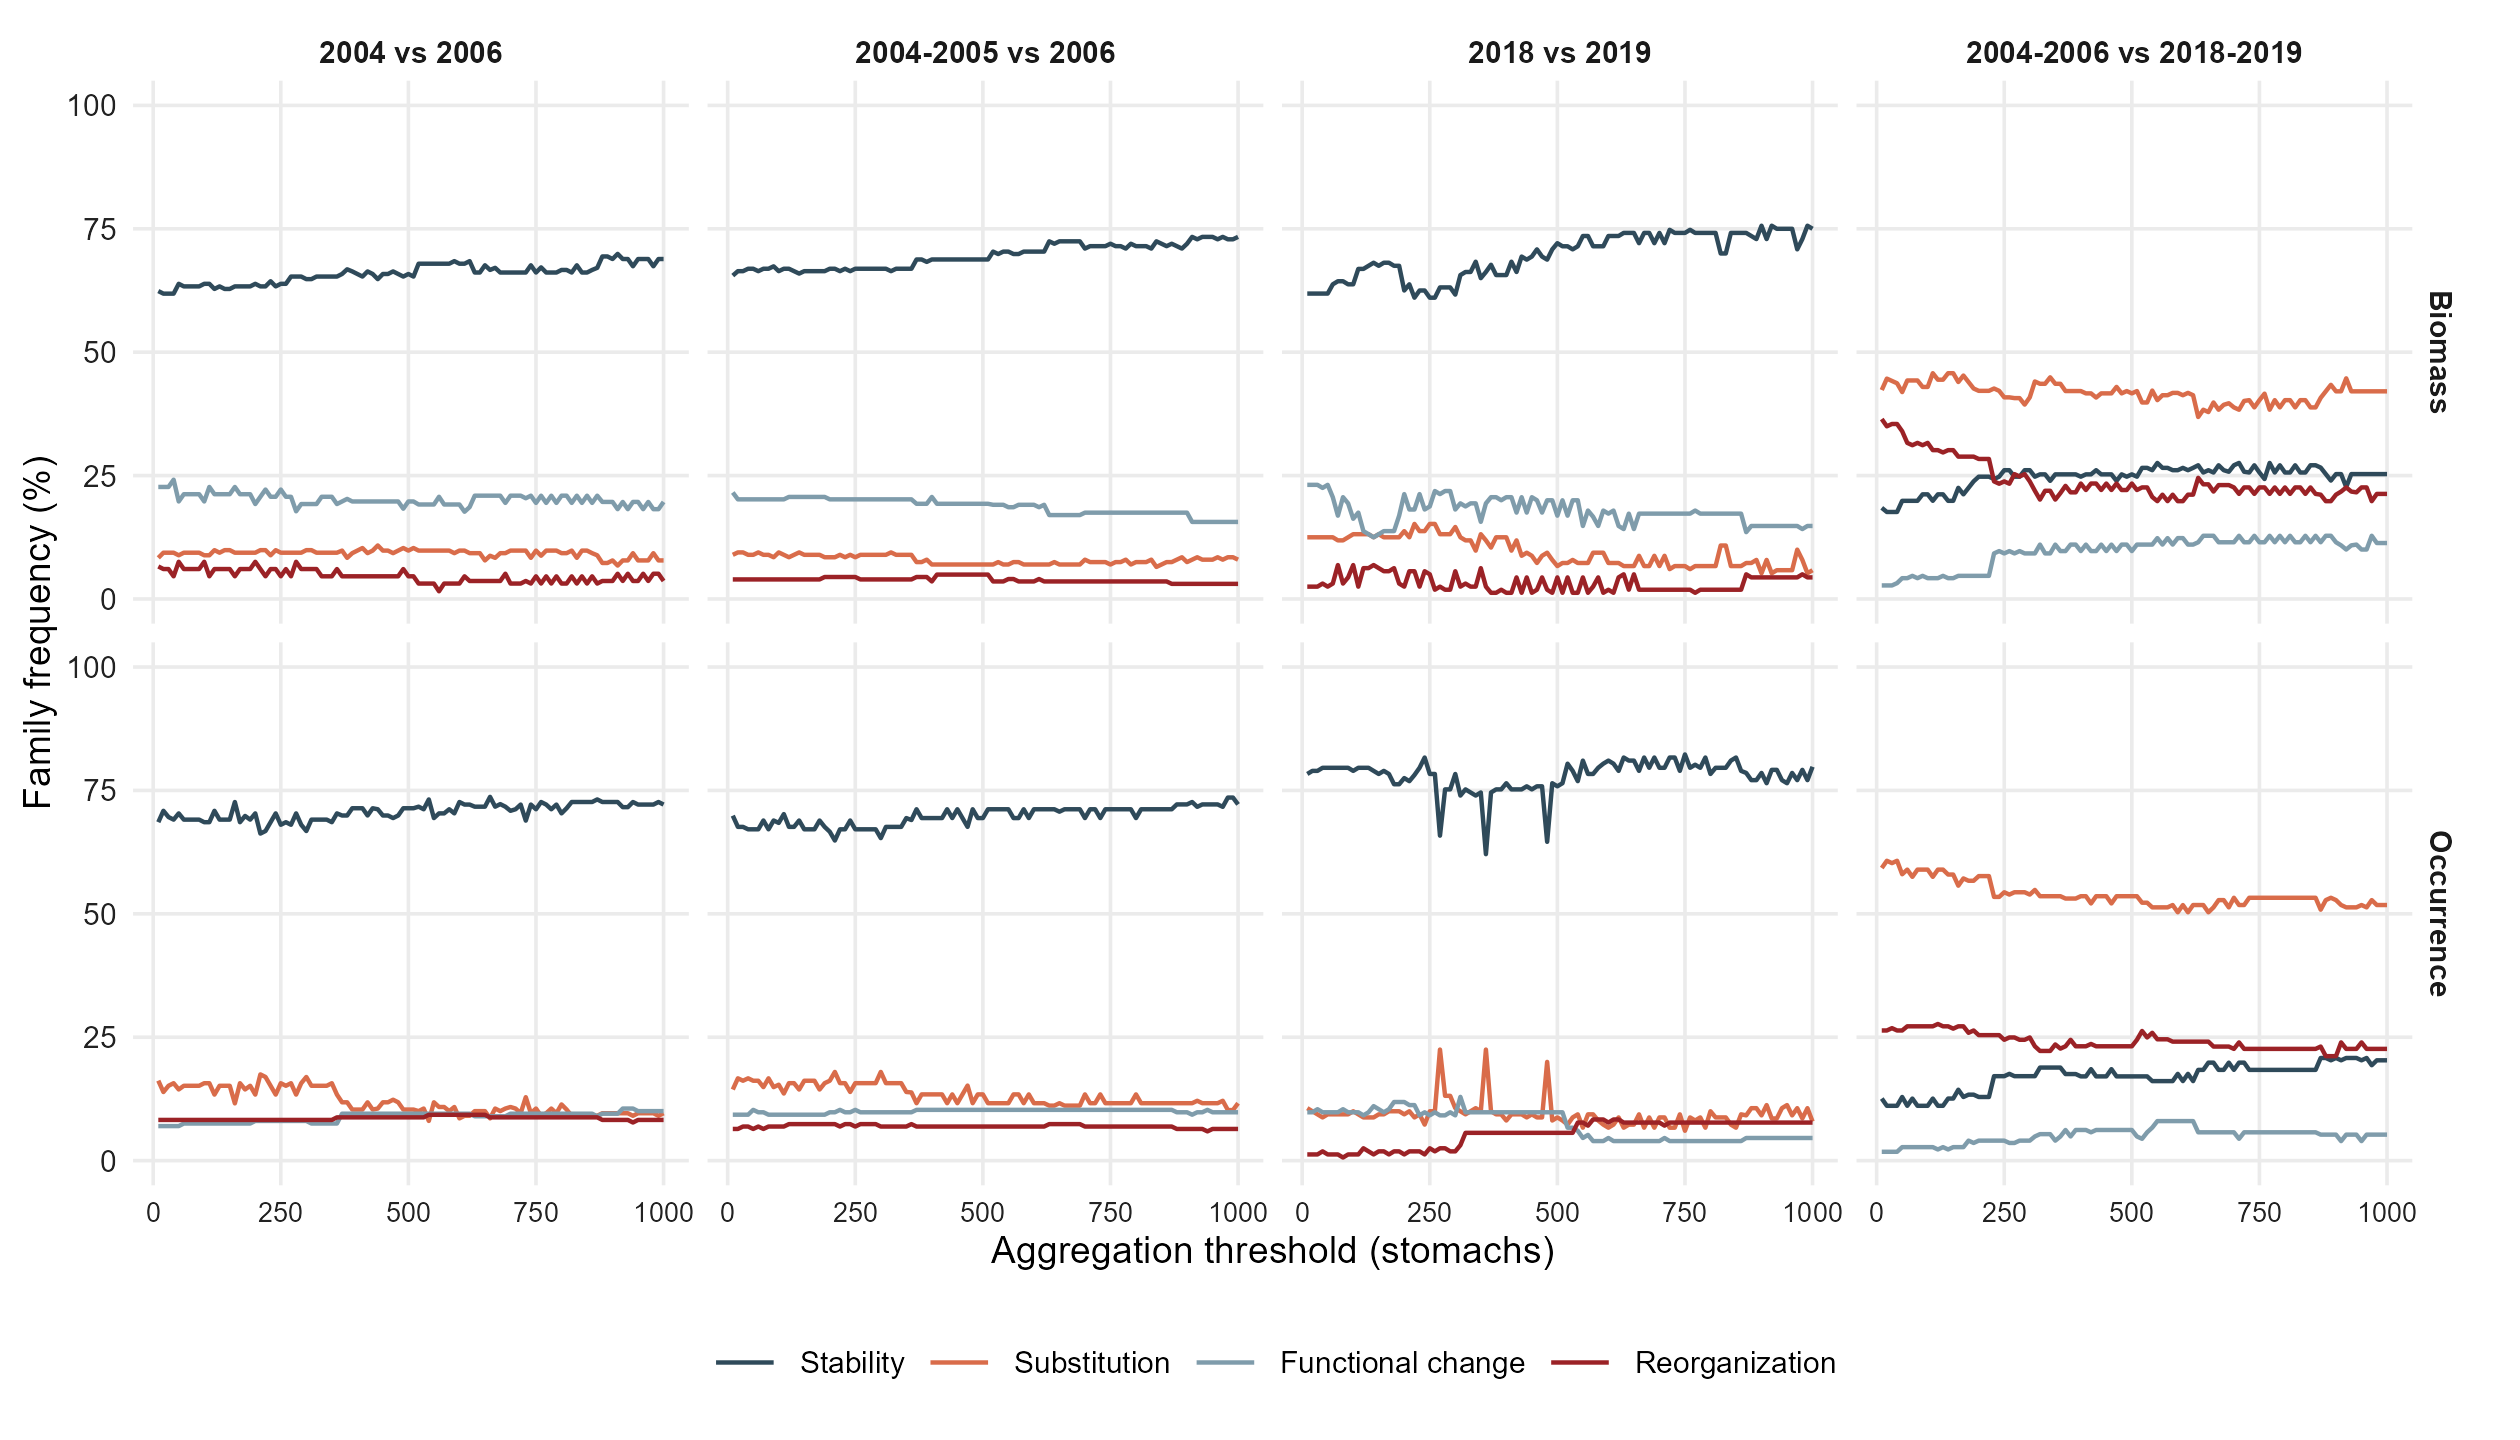 2004 vs 2006
2004-2005 vs 2006
2018 vs 2019
2004-2006 vs 2018-2019
100
75
50
25
0
Biomass
Family frequency (%)
100
75
50
25
0
Occurrence
0 250 500 750 1000
0 250 500 750 1000
0 250 500 750 1000
0 250 500 750 1000
Aggregation threshold (stomachs)
Stability Substitution Functional change Reorganization